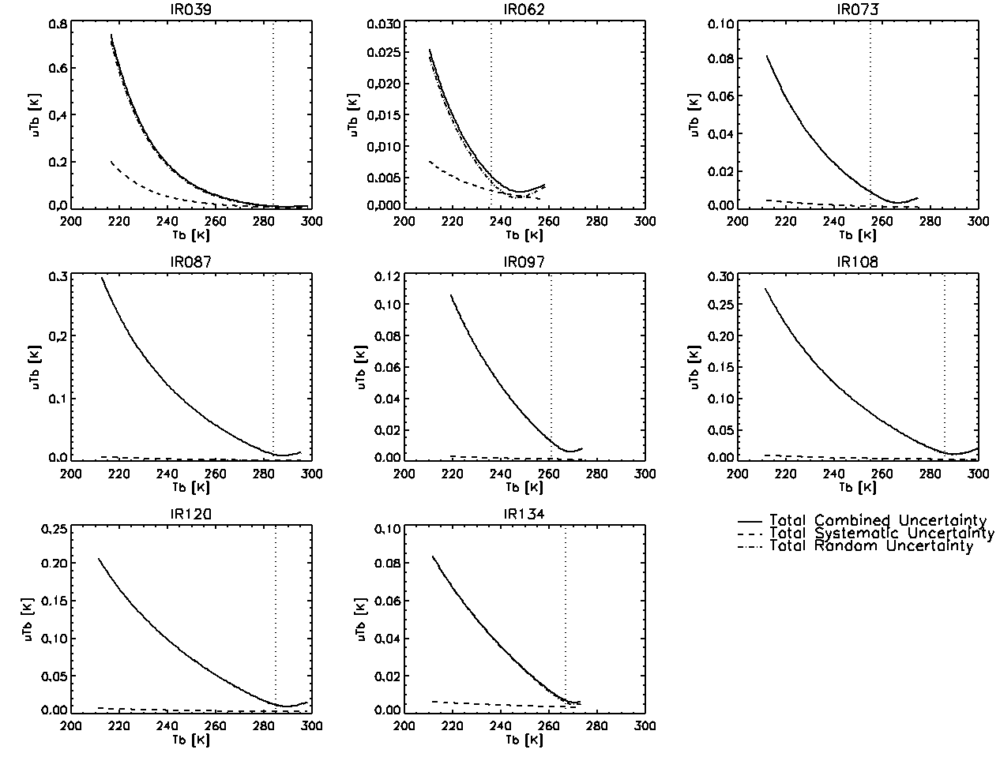 IR039 IR062 IR073
0.8 0.030 0.10
0.025
0.6 0.08
0.020
0.06
uTb [K] 0.4 uTb [K] 0.015 uTb [K]
0.04
0.010
0.2 0.02
0.005
0.0 0.000 0.00
200 220 240 260 280 300 200 220 240 260 280 300 200 220 240 260 280 300
Tb [K] Tb [K] Tb [K]
IR087 IR097 IR108
0.3 0.12 0.30
0.10 0.25
0.2 0.08 0.20
uTb [K] uTb [K] 0.06 uTb [K] 0.15
0.1 0.04 0.10
0.02 0.05
0.0 0.00 0.00
200 220 240 260 280 300 200 220 240 260 280 300 200 220 240 260 280 300
Tb [K] Tb [K] Tb [K]
IR120 IR134
0.25 0.10
Total Combined Uncertainty
Total Systematic Uncertainty
Total Random Uncertainty
0.20 0.08
0.15 0.06
uTb [K] uTb [K]
0.10 0.04
0.05 0.02
0.00 0.00
200 220 240 260 280 300 200 220 240 260 280 300
Tb [K] Tb [K]